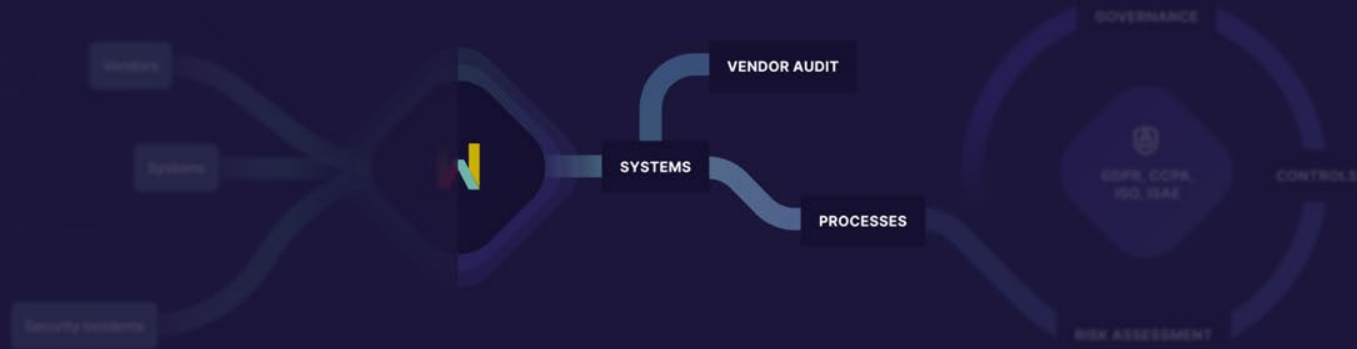 GOVERNANCE
Vendors
VENDOR AUDIT
Systems
SYSTEMS
GDPR, CCPA,
ISO, ISAE
CONTROLS
PROCESSES
Security Incidents
RISK ASSESSMENT